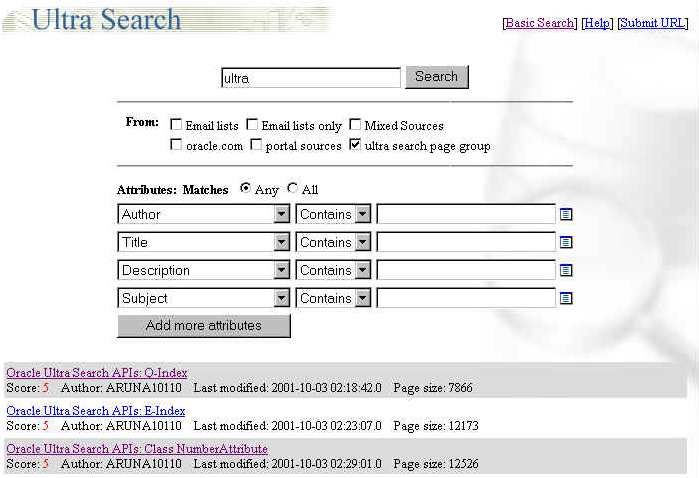 Ultra Search
[Basic Search] [Help] [Submit URL]
ultra Search
From: Email lists Email lists only Mixed Sources
oracle.com portal sources ultra search page group
Attributes: Matches Any All
Author Contains
Title Contains
Description Contains
Subject Contains
Add more attributes
Oracle Ultra Search APIs: O-Index
Score: 5 Author: ARUNA10110 Last modified: 2001-10-03 02:18:42.0 Page size: 7866
Oracle Ultra Search APIs: E-Index
Score: 5 Author: ARUNA10110 Last modified: 2001-10-03 02:23:07.0 Page size: 12173
Oracle Ultra Search APIs: Class NumberAttribute
Score: 5 Author: ARUNA10110 Last modified: 2001-10-03 02:29:01.0 Page size: 12526